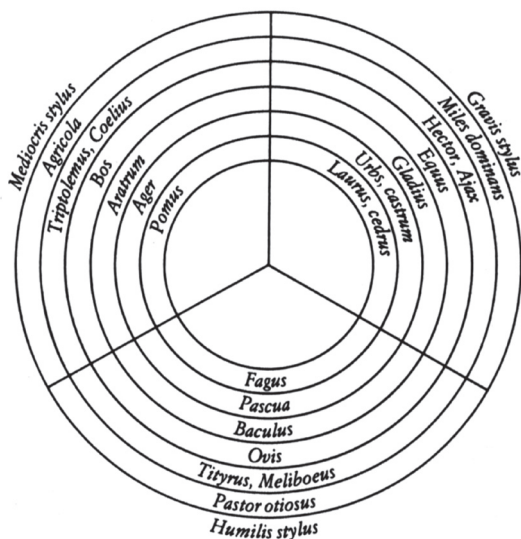 Mediocris stylus
Agricola
Triptolemus, Coelius
Bos
Aratrum
Ager
Pomus
Gravis stylus
Miles dominans
Hector, Ajax
Equus
Gladius
Urbs, castrum
Laurus, cedrus
Fagus
Pascua
Baculus
Ovis
Tityrus, Meliboeus
Pastor otiosus
Humilis stylus